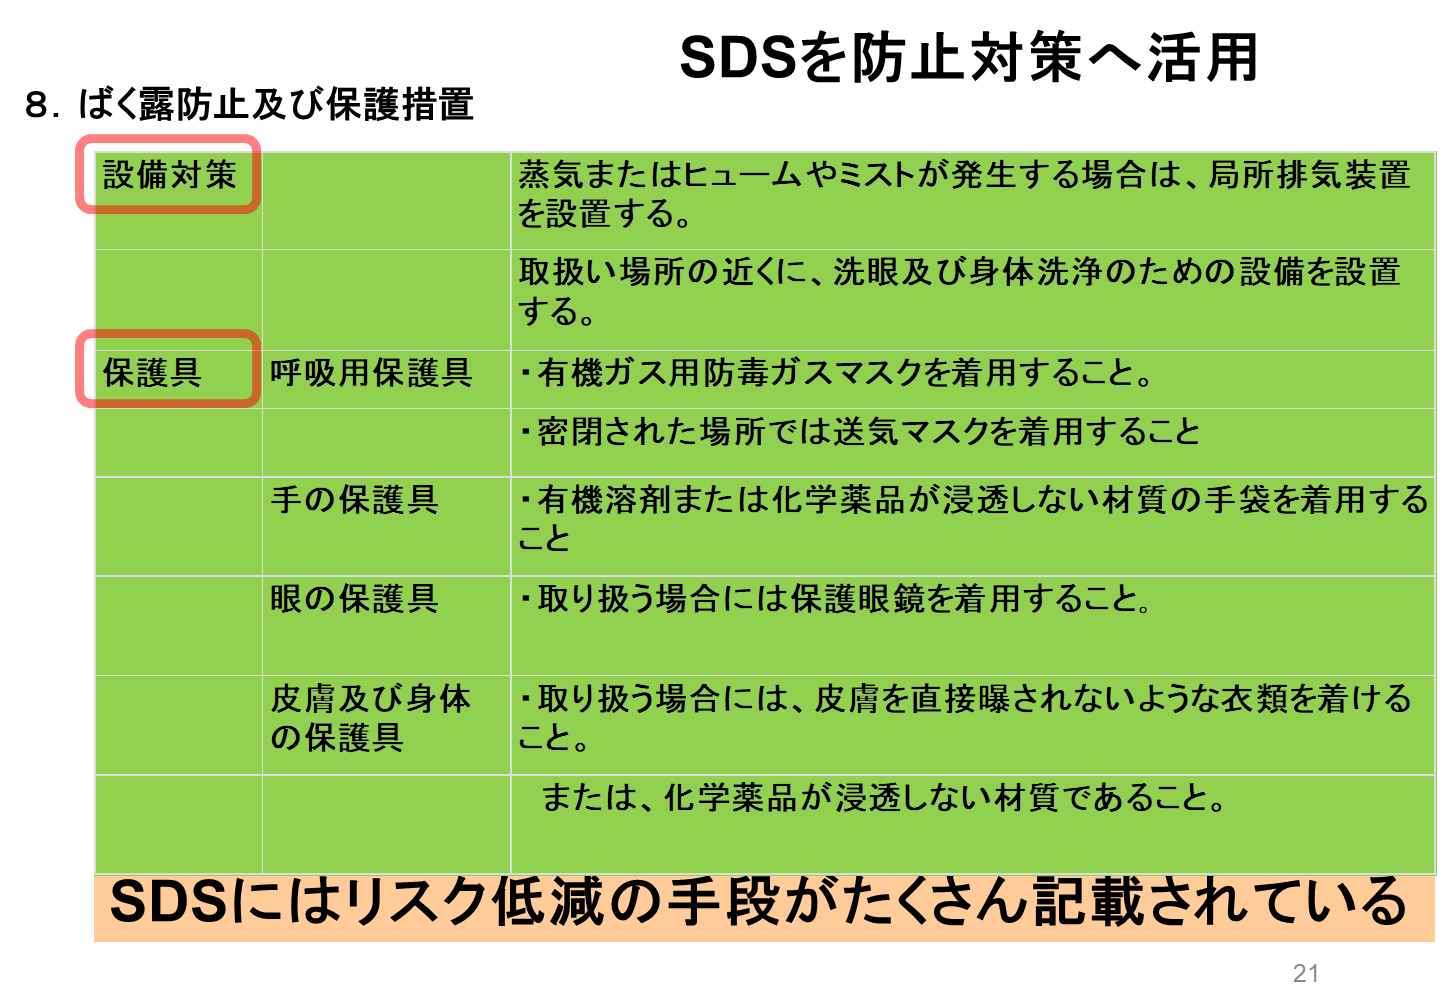 SDSを防止対策へ活用
８．ばく露防止及び保護措置
設備対策
蒸気またはヒュームやミストが発生する場合は、局所排気装置
を設置する。
取扱い場所の近くに、洗眼及び身体洗浄のための設備を設置
する。
保護具
呼吸用保護具
・有機ガス用防毒ガスマスクを着用すること。
・密閉された場所では送気マスクを着用すること
手の保護具
・有機溶剤または化学薬品が浸透しない材質の手袋を着用する
こと
眼の保護具
・取り扱う場合には保護眼鏡を着用すること。
皮膚及び身体
の保護具
・取り扱う場合には、皮膚を直接曝されないような衣類を着ける
こと。
または、化学薬品が浸透しない材質であること。
SDSにはリスク低減の手段がたくさん記載されている
21